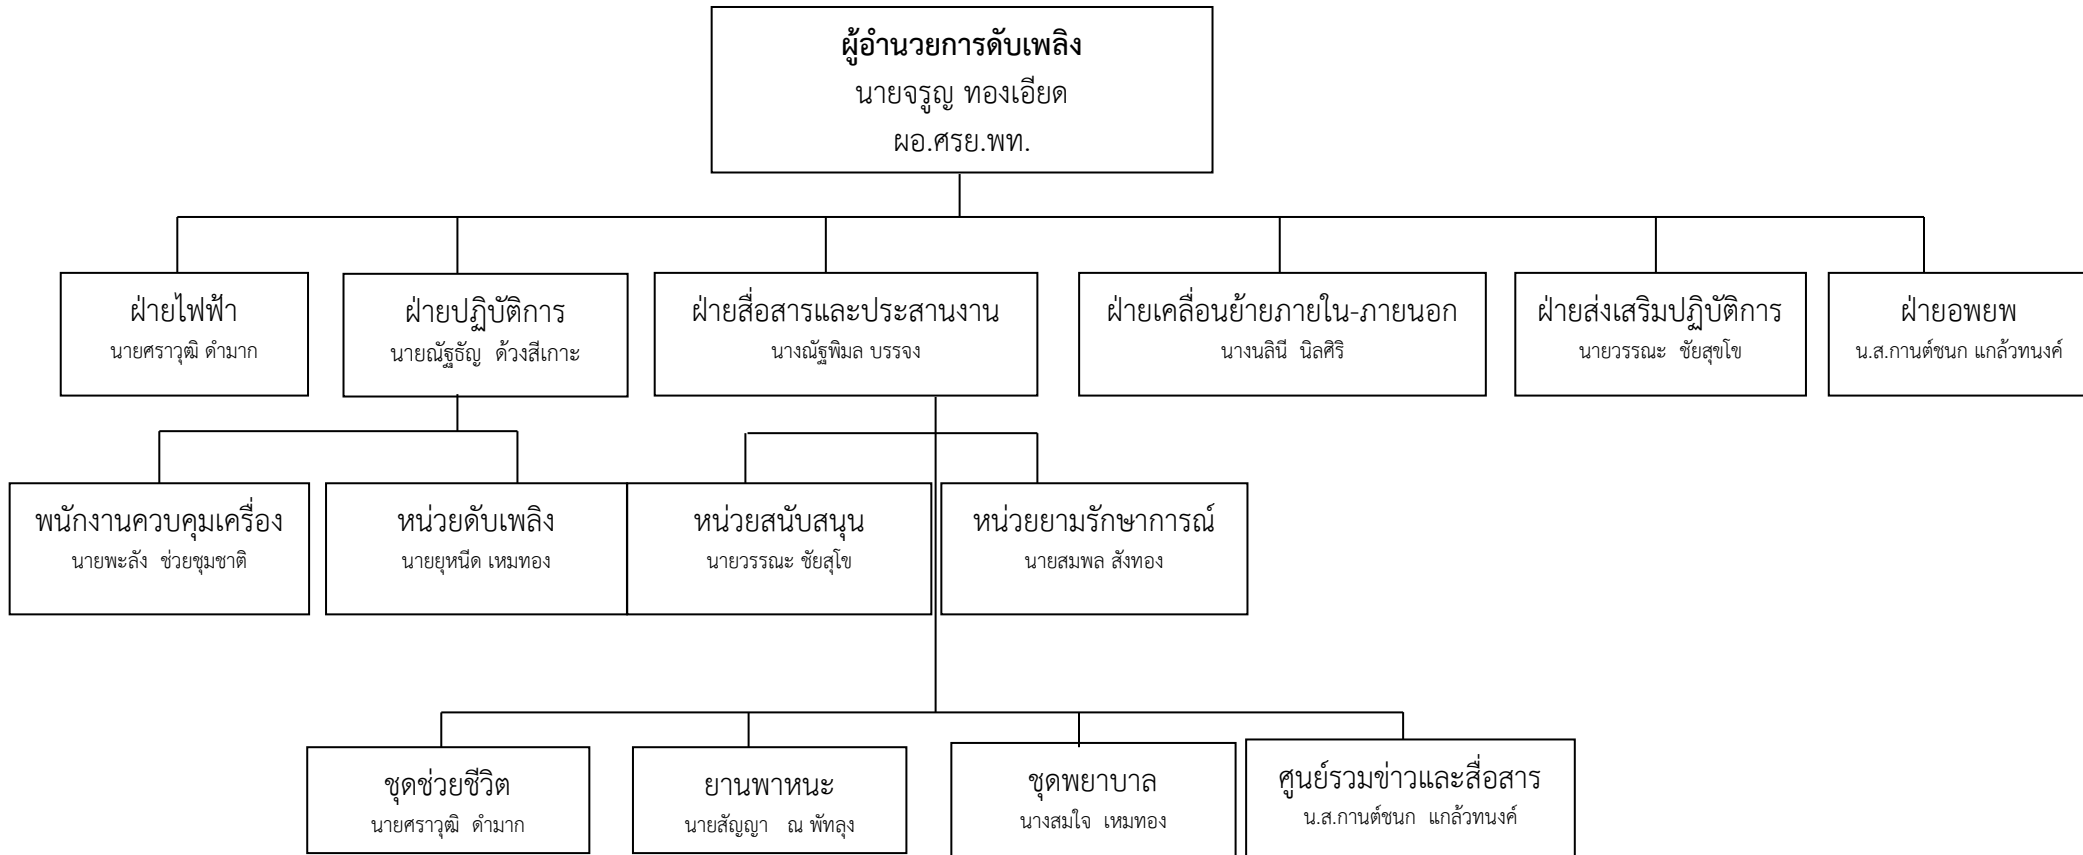 ผู้อำนวยการดับเพลิง
นายจรูญ ทองเอียด
ผอ.ศรย.พท.
ฝ่ายไฟฟ้า
นายศราวุฒิ ดำมาก
ฝ่ายปฏิบัติการ
นายณัฐธัญ ด้วงสีเกาะ
ฝ่ายสื่อสารและประสานงาน
นางณัฐพิมล บรรจง
ฝ่ายเคลื่อนย้ายภายใน-ภายนอก
นางนลินี นิลศิริ
ฝ่ายส่งเสริมปฏิบัติการ
นายวรรณะ ชัยสุขโข
ฝ่ายอพยพ
น.ส.กานต์ชนก แกล้วทนงค์
พนักงานควบคุมเครื่อง
นายพะลัง ช่วยชุมชาติ
หน่วยดับเพลิง
นายยุหนีด เหมทอง
หน่วยสนับสนุน
นายวรรณะ ชัยสุโข
หน่วยยามรักษาการณ์
นายสมพล สังทอง
ชุดช่วยชีวิต
นายศราวุฒิ ดำมาก
ยานพาหนะ
นายสัญญา ณ พัทลุง
ชุดพยาบาล
นางสมใจ เหมทอง
ศูนย์รวมข่าวและสื่อสาร
น.ส.กานต์ชนก แกล้วทนงค์